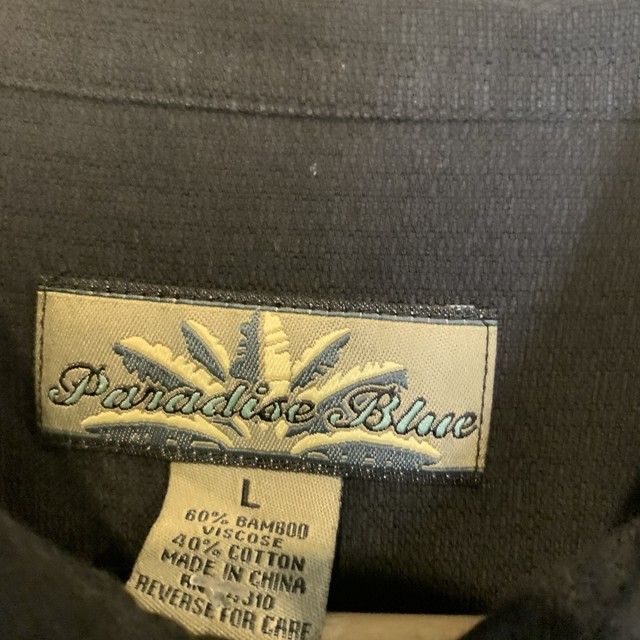 Paradise Blue
L
60% BAMBOO
VISCOSE
40% COTTON
MADE IN CHINA
REVERSE FOR CARE